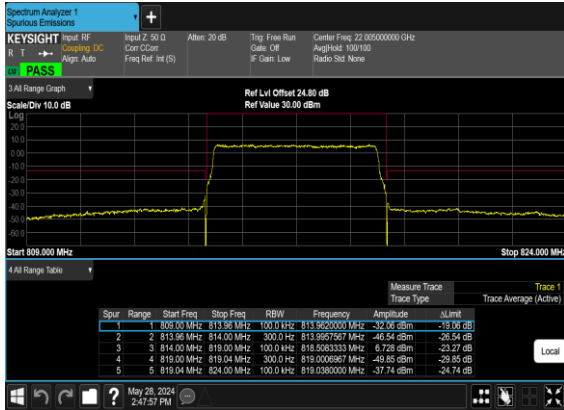 Spectrum Analyzer 1
Spurious Emissions
KEYSIGHT Input: RF Input Z: 50 Ω Atten: 20 dB Trig: Free Run Center Freq: 22.005000000 GHz
R T Coupling: DC Corr CCorr Gate: Off Avg|Hold: 100/100
Align: Auto Freq Ref: Int (S) IF Gain: Low Radio Std: None
PASS
3 All Range Graph
Ref Lvl Offset 24.80 dB
Scale/Div 10.0 dB Ref Value 30.00 dBm
Log
20.0
10.0
0.00
-10.0
-20.0
-30.0
-40.0
-50.0
-60.0
Start 809.000 MHz Stop 824.000 MHz
4 All Range Table
Measure Trace Trace 1
Trace Type Trace Average (Active)
Spur Range Start Freq Stop Freq RBW Frequency Amplitude ΔLimit
1 1 809.00 MHz 813.96 MHz 100.0 kHz 813.9620000 MHz -32.06 dBm -19.06 dB
2 2 813.96 MHz 814.00 MHz 300.0 Hz 813.9957567 MHz -46.54 dBm -26.54 dB
3 3 814.00 MHz 819.00 MHz 100.0 kHz 818.5083333 MHz 6.728 dBm -23.27 dB
4 4 819.00 MHz 819.04 MHz 300.0 Hz 819.0006967 MHz -49.85 dBm -29.85 dB
5 5 819.04 MHz 824.00 MHz 100.0 kHz 819.0380000 MHz -37.74 dBm -24.74 dB
Local
May 28, 2024
2:47:57 PM